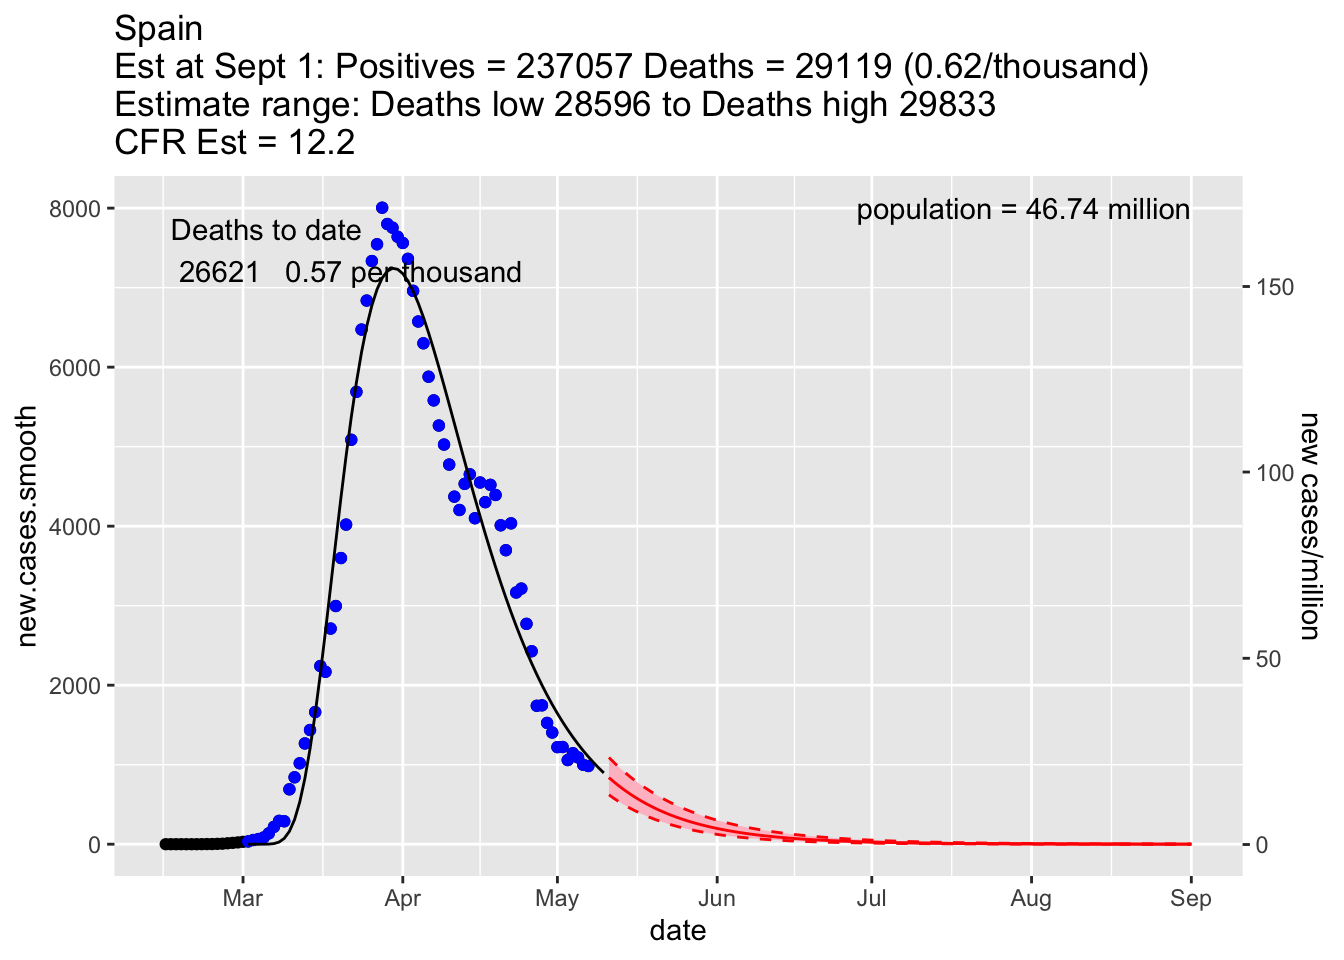 Spain
Est at Sept 1: Positives = 237057 Deaths = 29119 (0.62/thousand)
Estimate range: Deaths low 28596 to Deaths high 29833
CFR Est = 12.2
Deaths to date
26621 0.57 per thousand
population = 46.74 million
8000
6000
4000
2000
0
new.cases.smooth
150
100
50
0
new cases/million
Mar Apr May Jun Jul Aug Sep
date